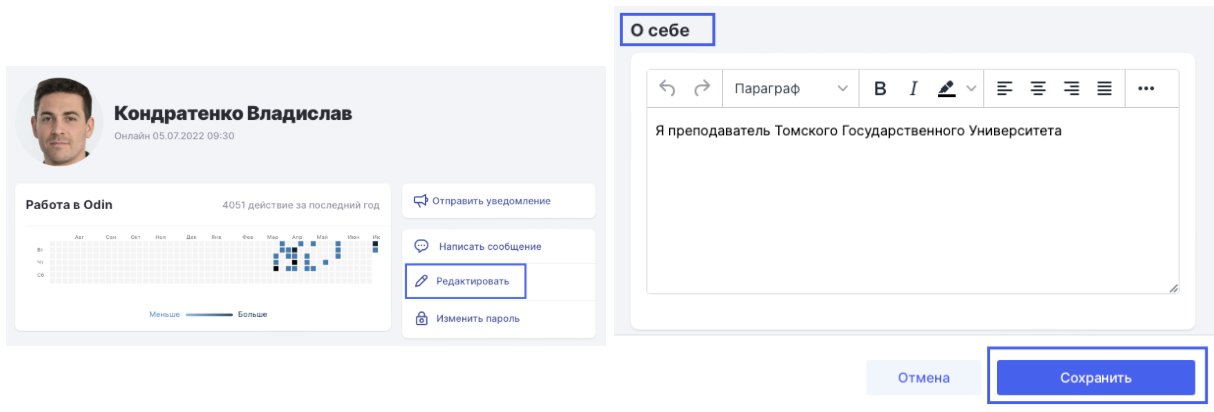 Кондратенко Владислав
Онлайн 05.07.2022 09:30
Работа в Odin
4051 действие за последний год
Авг Сен Окт Ноя Дек Янв Фев Мар Апр Май Июн Ию
Вт
Чт
Сб
Меньше Больше
Отправить уведомление
Написать сообщение
Редактировать
Изменить пароль
О себе
Параграф B I
Я преподаватель Томского Государственного Университета
Отмена
Сохранить